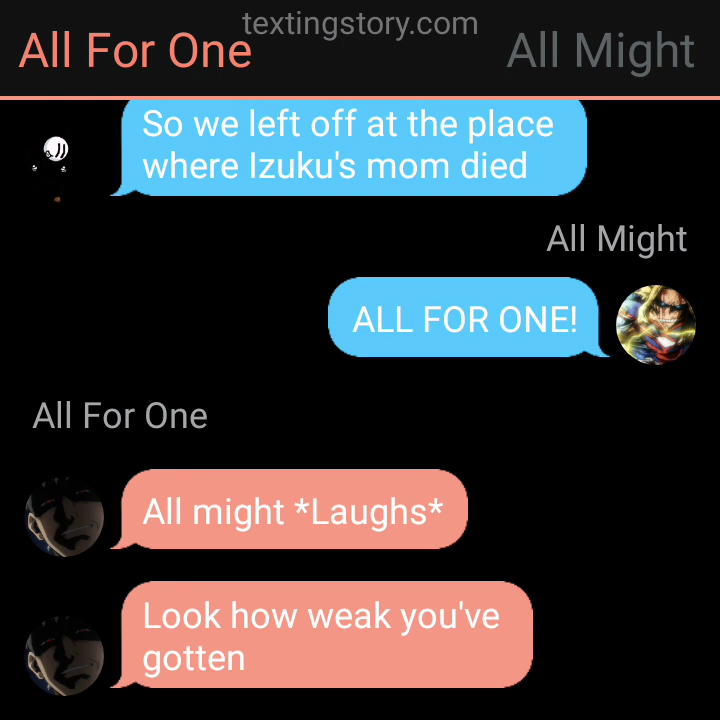 textingstory.com
All For One
All Might
So we left off at the place
where Izuku's mom died
All Might
ALL FOR ONE!
All For One
All might *Laughs*
Look how weak you've
gotten